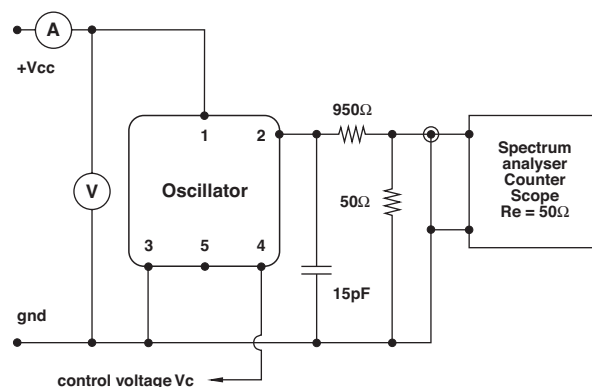 A
+Vcc
950Ω
1
2
Spectrum
analyser
Counter
Scope
Re = 50Ω
V
Oscillator
50Ω
3
5
4
15pF
gnd
control voltage Vc